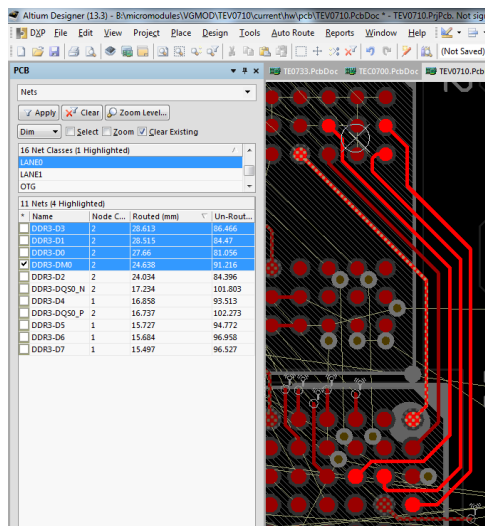 Altium Designer (13.3) - B:\micromodules\VGMOD\TEV0710\current\hw\pcb\TEV0710.PcbDoc * - TEV0710.PrjPcb. Not sig
DXP File Edit View Project Place Design Tools Auto Route Reports Window Help
(Not Saved)
PCB TE0733.PcbDoc TEC0700.PcbDoc TEV0710.Pcb
Nets
Apply Clear Zoom Level...
Dim Select Zoom Clear Existing
16 Net Classes (1 Highlighted)
LANE0
LANE1
OTG
11 Nets (4 Highlighted)
* Name Node C... Routed (mm) Un-Rout...
DDR3-D3 2 28.613 86.466
DDR3-D1 2 28.515 84.47
DDR3-D0 2 27.66 81.056
DDR3-DM0 2 24.638 91.216
DDR3-D2 2 24.034 84.396
DDR3-DQS0_N 2 17.234 101.803
DDR3-D4 1 16.858 93.513
DDR3-DQS0_P 2 16.737 102.273
DDR3-D5 1 15.727 94.772
DDR3-D6 1 15.684 96.958
DDR3-D7 1 15.497 96.527